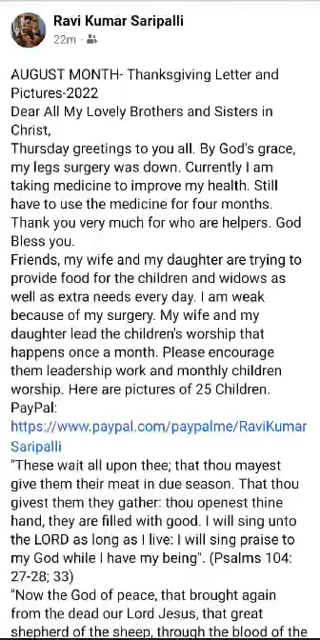 Ravi Kumar Saripalli
22m ·
AUGUST MONTH- Thanksgiving Letter and
Pictures-2022
Dear All My Lovely Brothers and Sisters in
Christ,
Thursday greetings to you all. By God's grace,
my legs surgery was down. Currently I am
taking medicine to improve my health. Still
have to use the medicine for four months.
Thank you very much for who are helpers. God
Bless you.
Friends, my wife and my daughter are trying to
provide food for the children and widows as
well as extra needs every day. I am weak
because of my surgery. My wife and my
daughter lead the children's worship that
happens once a month. Please encourage
them leadership work and monthly children
worship. Here are pictures of 25 Children.
PayPal:
https://www.paypal.com/paypalme/RaviKumar
Saripalli
"These wait all upon thee; that thou mayest
give them their meat in due season. That thou
givest them they gather: thou openest thine
hand, they are filled with good. I will sing unto
the LORD as long as I live: I will sing praise to
my God while I have my being". (Psalms 104:
27-28; 33)
"Now the God of peace, that brought again
from the dead our Lord Jesus, that great
shepherd of the sheep, through the blood of the